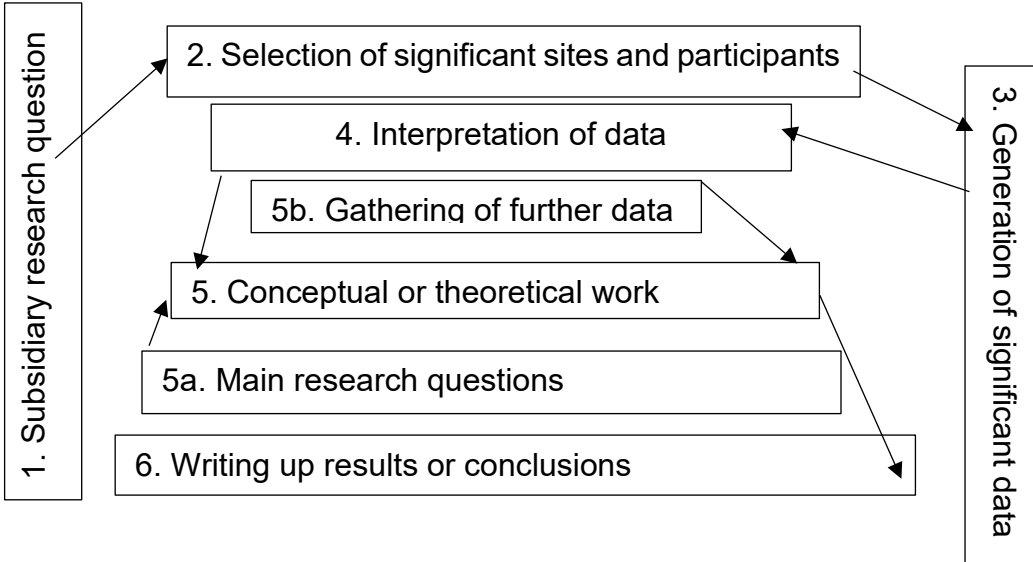 1. Subsidiary research question
2. Selection of significant sites and participants
3. Generation of significant data
4. Interpretation of data
5b. Gathering of further data
5. Conceptual or theoretical work
5a. Main research questions
6. Writing up results or conclusions